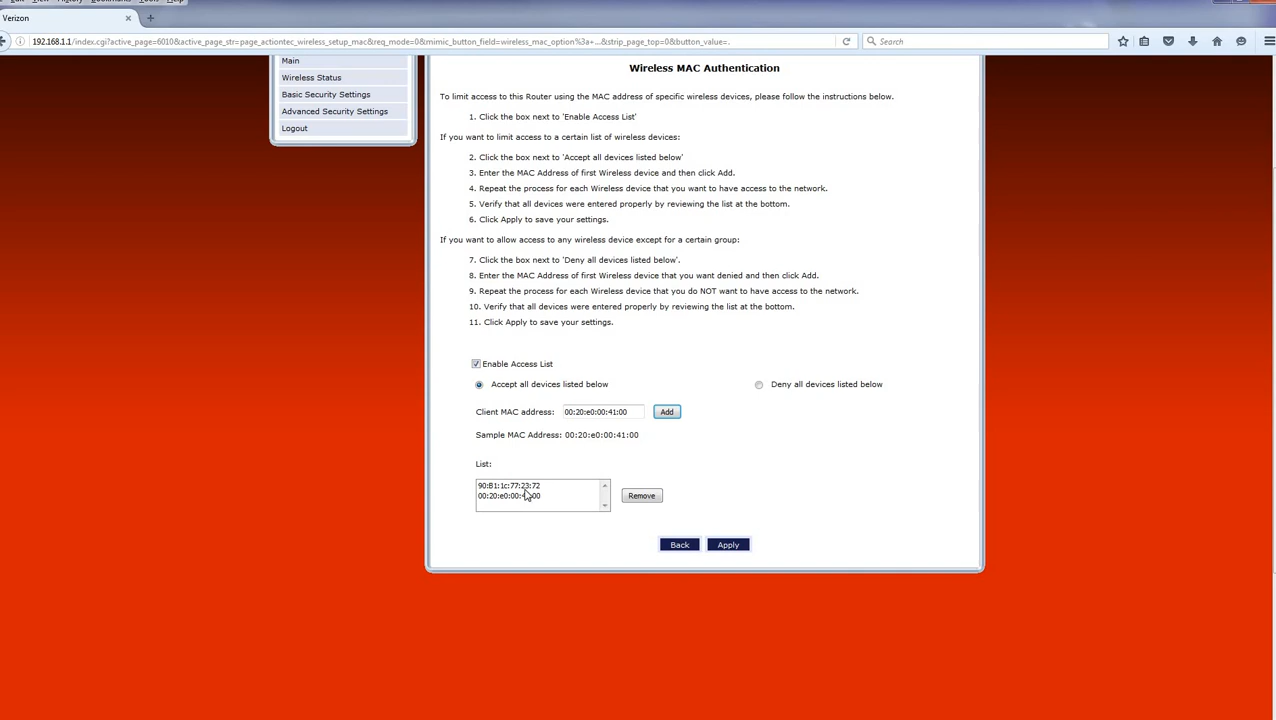 Edit View History Bookmarks Tools Help
Verizon
192.168.1.1/index.cgi?active_page=6010&active_page_str=page_actiontec_wireless_setup_mac&req_mode=0&mimic_button_field=wireless_mac_option%3a+...&strip_page_top=0&button_value=.
Search
Main
Wireless Status
Basic Security Settings
Advanced Security Settings
Logout
Wireless MAC Authentication
To limit access to this Router using the MAC address of specific wireless devices, please follow the instructions below.
1. Click the box next to 'Enable Access List'
If you want to limit access to a certain list of wireless devices:
2. Click the box next to 'Accept all devices listed below'
3. Enter the MAC Address of first Wireless device and then click Add.
4. Repeat the process for each Wireless device that you want to have access to the network.
5. Verify that all devices were entered properly by reviewing the list at the bottom.
6. Click Apply to save your settings.
If you want to allow access to any wireless device except for a certain group:
7. Click the box next to 'Deny all devices listed below'.
8. Enter the MAC Address of first Wireless device that you want denied and then click Add.
9. Repeat the process for each Wireless device that you do NOT want to have access to the network.
10. Verify that all devices were entered properly by reviewing the list at the bottom.
11. Click Apply to save your settings.
Enable Access List
Accept all devices listed below Deny all devices listed below
Client MAC address: 00:20:e0:00:41:00 Add
Sample MAC Address: 00:20:e0:00:41:00
List:
90:B1:1c:77:23:72
00:20:e0:00:41:00
Remove
Back Apply